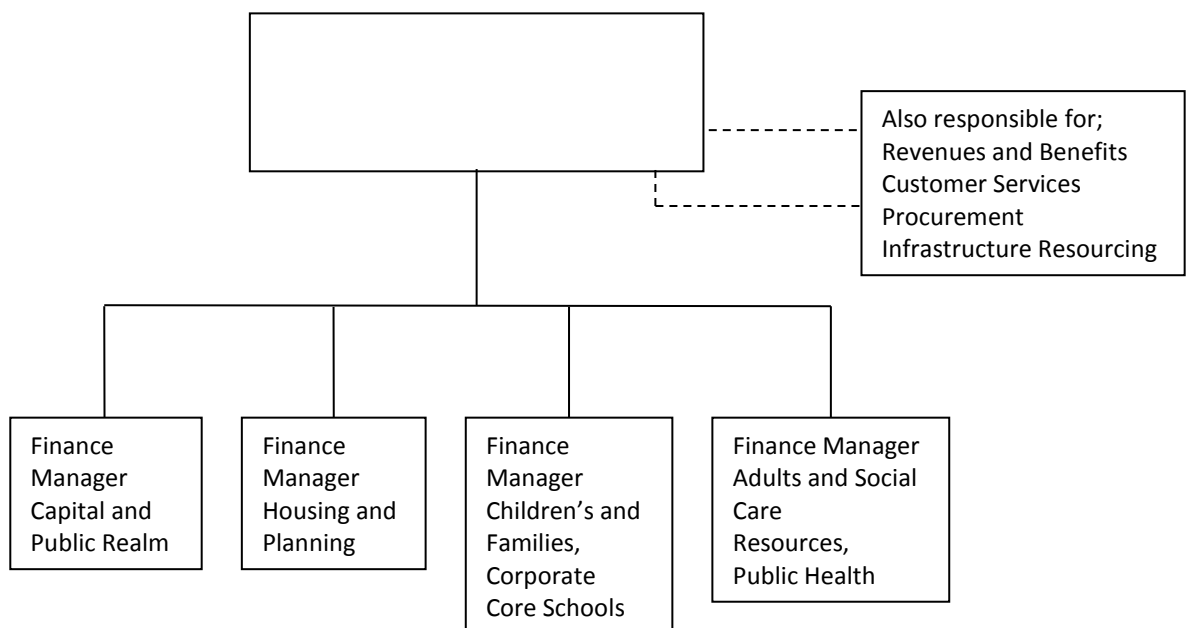 Also responsible for;
Revenues and Benefits
Customer Services
Procurement
Infrastructure Resourcing
Finance
Manager
Capital and
Public Realm
Finance
Manager
Housing and
Planning
Finance
Manager
Children’s and
Families,
Corporate
Core Schools
Finance Manager
Adults and Social
Care
Resources,
Public Health